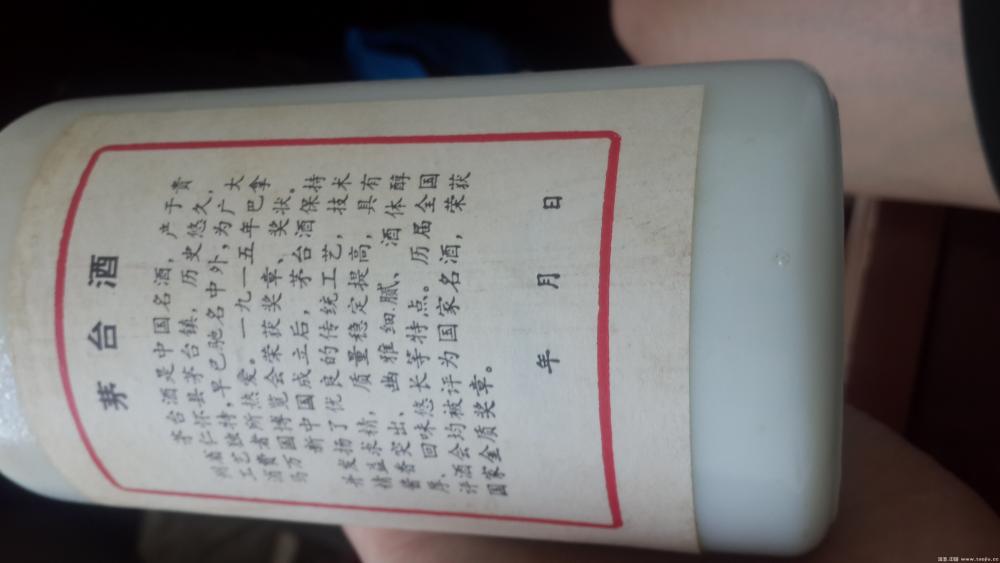 茅台酒
茅台酒是中国名酒，产于贵
州省仁怀县茅台镇，历史悠久，
工艺独特，早已驰名中外，为广大
消费者所热爱。一九一五年巴拿
马万国博览会荣获奖章、奖状。
新中国成立后，茅台酒保持
并发扬了优良的传统工艺，技术
精益求精，质量稳定提高，具有
酱香突出、幽雅细腻、酒体醇
厚、回味悠长等特点。历届全国
评酒会均被评为国家名酒，荣获
国家金质奖章。
年 月 日